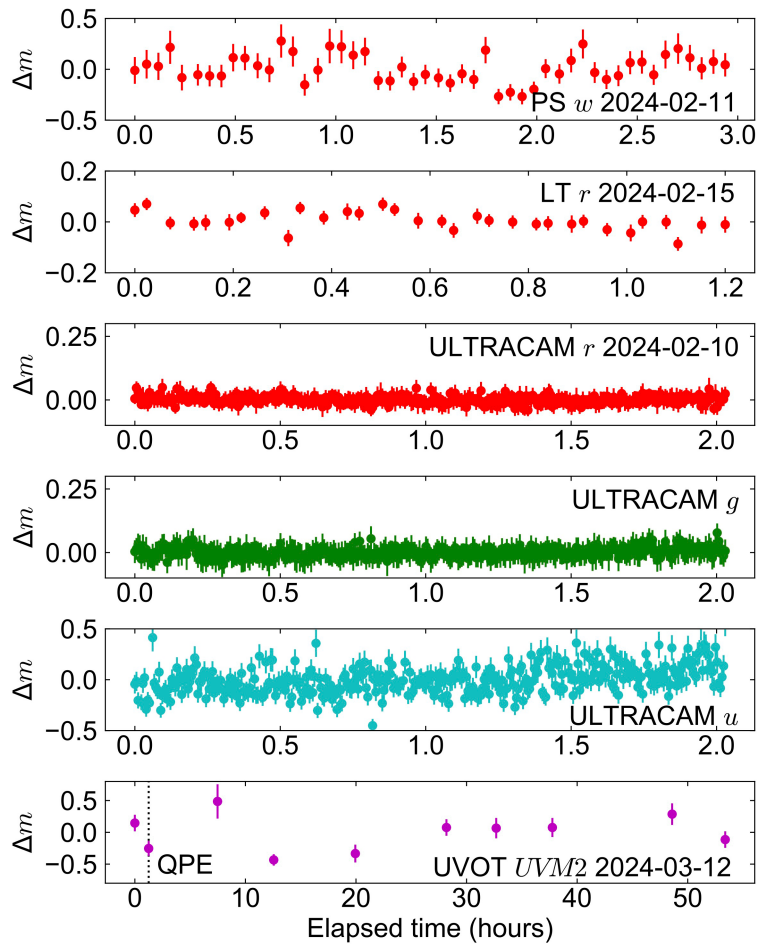 0.5
Δm
0.0
PS w 2024-02-11
−0.5
0.0 0.5 1.0 1.5 2.0 2.5 3.0
0.2
LT r 2024-02-15
Δm
0.0
−0.2
0.0 0.2 0.4 0.6 0.8 1.0 1.2
0.25
ULTRACAM r 2024-02-10
Δm
0.00
0.0 0.5 1.0 1.5 2.0
0.25
ULTRACAM g
Δm
0.00
0.0 0.5 1.0 1.5 2.0
0.5
Δm
0.0
ULTRACAM u
−0.5
0.0 0.5 1.0 1.5 2.0
0.5
Δm
0.0
−0.5
QPE UVOT UVM2 2024-03-12
0 10 20 30 40 50
Elapsed time (hours)